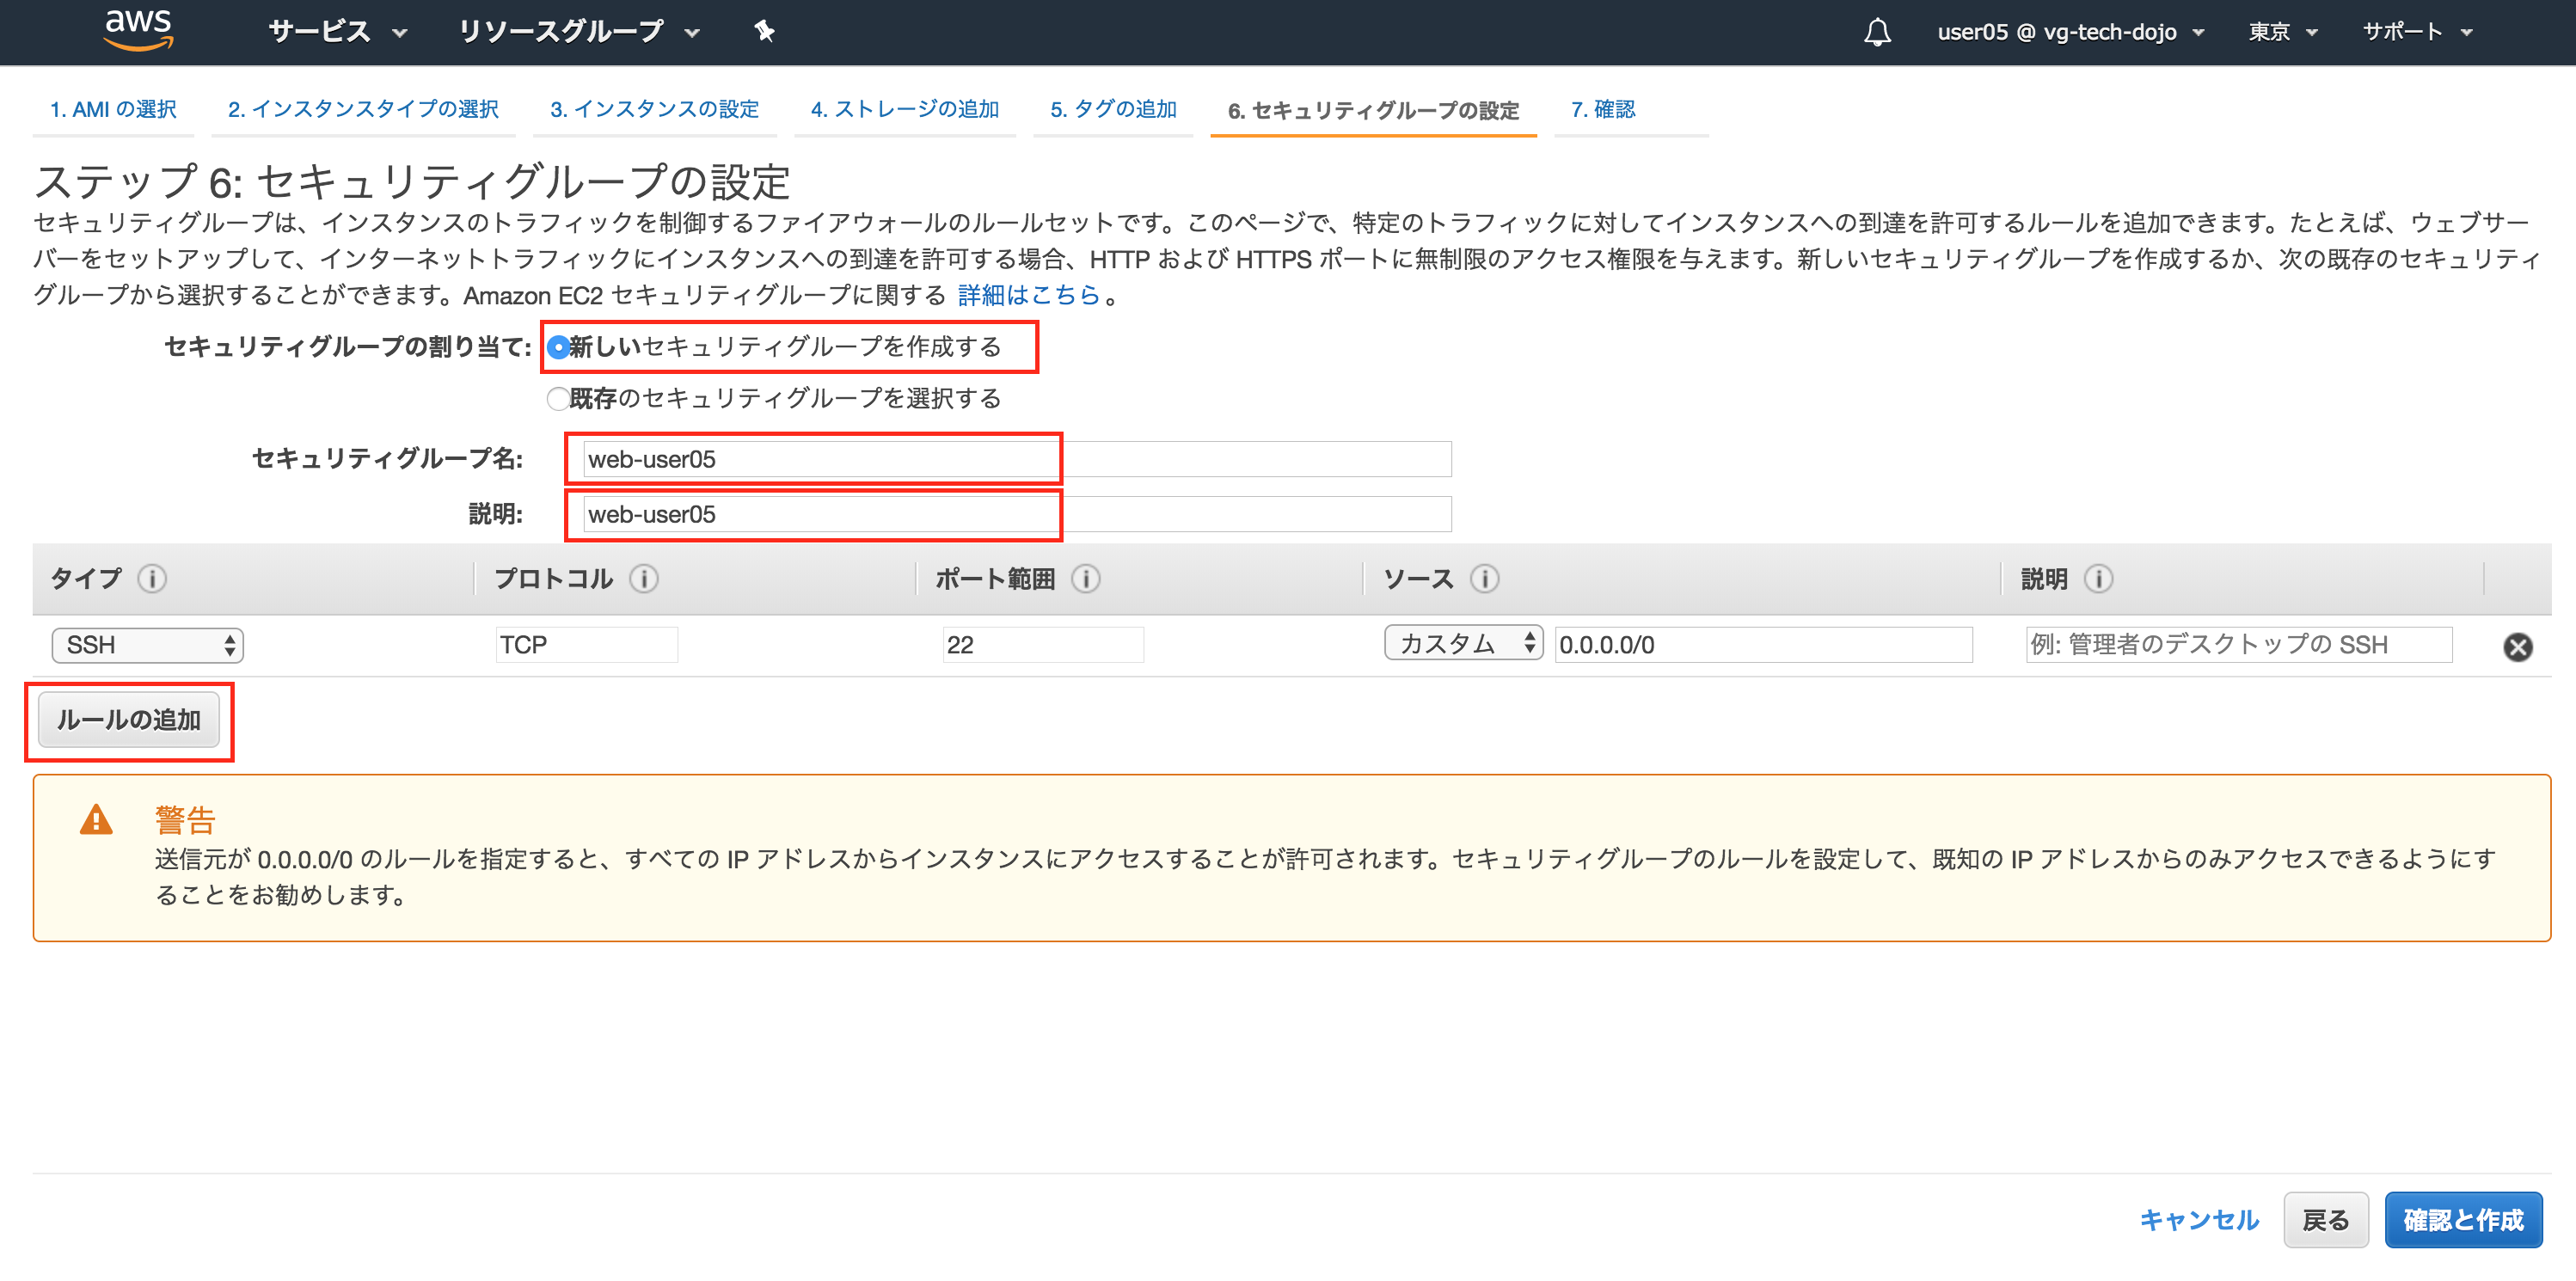 aws サービス リソースグループ user05 @ vg-tech-dojo 東京 サポート
1. AMI の選択 2. インスタンスタイプの選択 3. インスタンスの設定 4. ストレージの追加 5. タグの追加 6. セキュリティグループの設定 7. 確認
ステップ 6: セキュリティグループの設定
セキュリティグループは、インスタンスのトラフィックを制御するファイアウォールのルールセットです。このページで、特定のトラフィックに対してインスタンスへの到達を許可するルールを追加できます。たとえば、ウェブサー
バーをセットアップして、インターネットトラフィックにインスタンスへの到達を許可する場合、HTTP および HTTPS ポートに無制限のアクセス権限を与えます。新しいセキュリティグループを作成するか、次の既存のセキュリティ
グループから選択することができます。Amazon EC2 セキュリティグループに関する 詳細はこちら 。
セキュリティグループの割り当て: 新しいセキュリティグループを作成する
既存のセキュリティグループを選択する
セキュリティグループ名: web-user05
説明: web-user05
タイプ i プロトコル i ポート範囲 i ソース i 説明 i
SSH TCP 22 カスタム 0.0.0.0/0 例: 管理者のデスクトップの SSH
ルールの追加
警告
送信元が 0.0.0.0/0 のルールを指定すると、すべての IP アドレスからインスタンスにアクセスすることが許可されます。セキュリティグループのルールを設定して、既知の IP アドレスからのみアクセスできるようにす
ることをお勧めします。
キャンセル 戻る 確認と作成